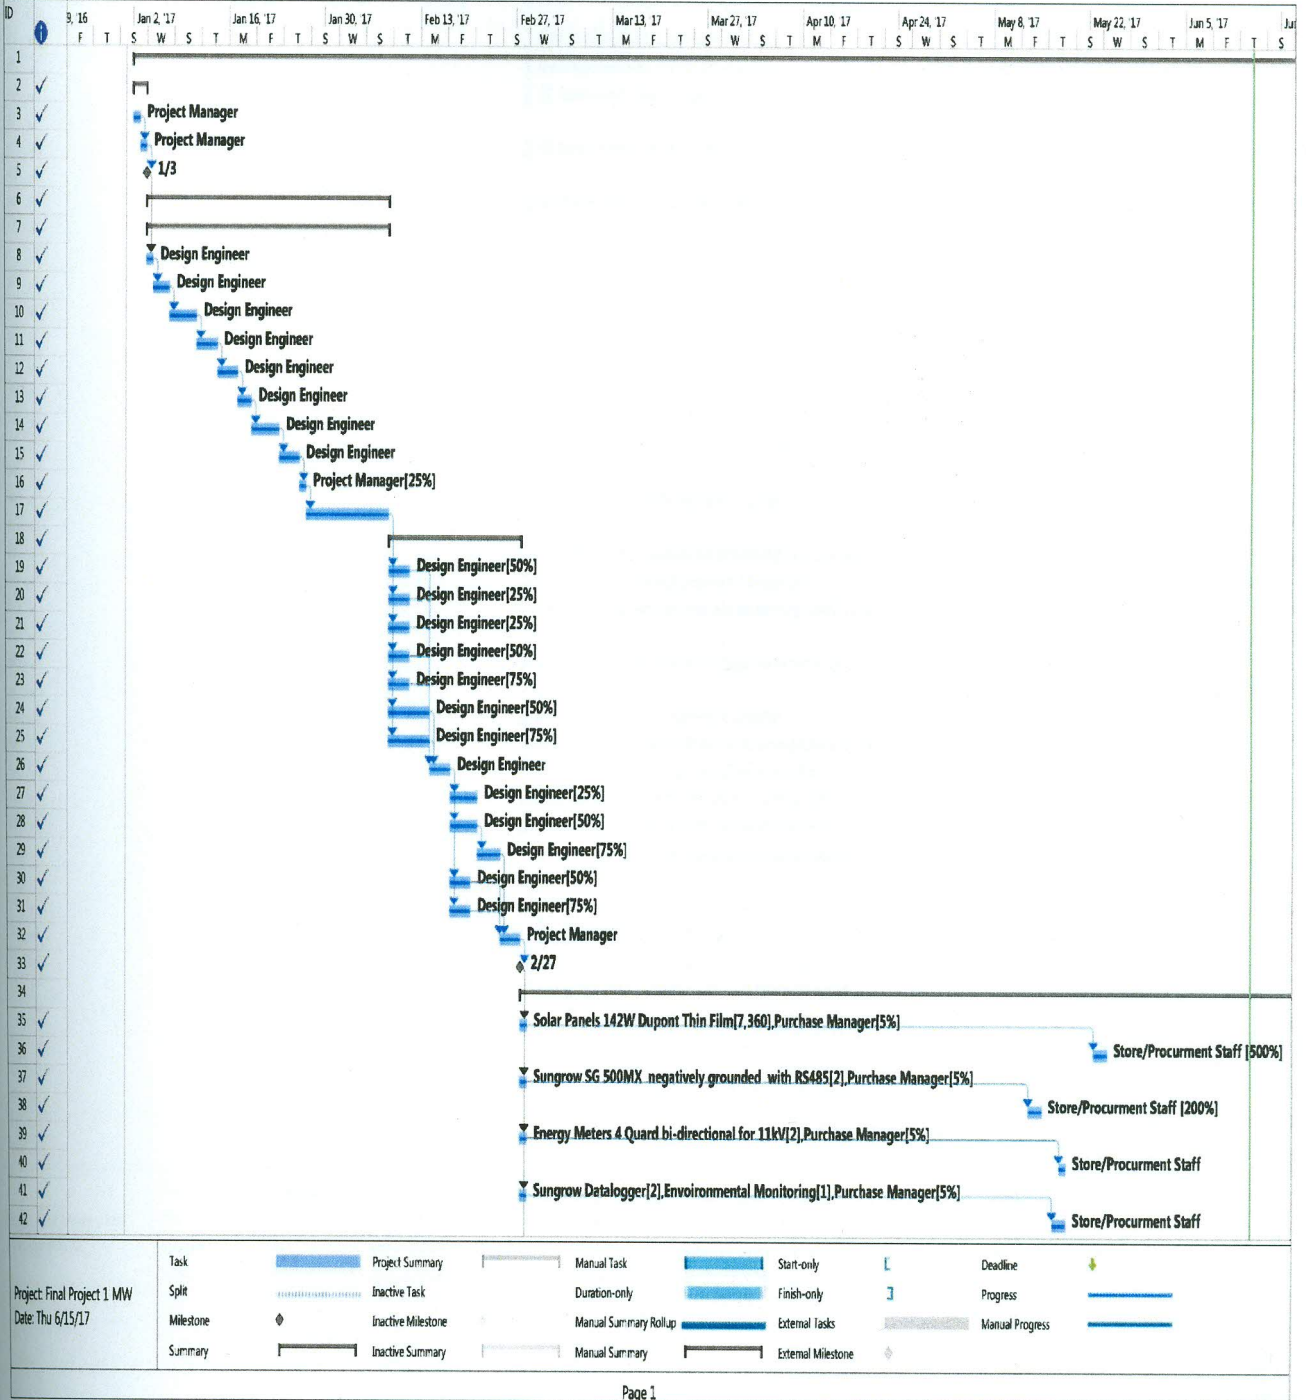 ID 9, '16 Jan 2, '17 Jan 16, '17 Jan 30, '17 Feb 13, '17 Feb 27, '17 Mar 13, '17 Mar 27, '17 Apr 10, '17 Apr 24, '17 May 8, '17 May 22, '17 Jun 5, '17
F T S W S T M F T S W S T M F T S W S T M F T S W S T M F T S W S T M F T S W S T M F T S
1
2
3 Project Manager
4 Project Manager
5 1/3
6
7
8 Design Engineer
9 Design Engineer
10 Design Engineer
11 Design Engineer
12 Design Engineer
13 Design Engineer
14 Design Engineer
15 Design Engineer
16 Project Manager[25%]
17
18
19 Design Engineer[50%]
20 Design Engineer[25%]
21 Design Engineer[25%]
22 Design Engineer[50%]
23 Design Engineer[75%]
24 Design Engineer[50%]
25 Design Engineer[75%]
26 Design Engineer
27 Design Engineer[25%]
28 Design Engineer[50%]
29 Design Engineer[75%]
30 Design Engineer[50%]
31 Design Engineer[75%]
32 Project Manager
33 2/27
34
35 Solar Panels 142W Dupont Thin Film[7,360],Purchase Manager[5%]
36 Store/Procurment Staff [500%]
37 Sungrow SG 500MX negatively grounded with RS485[2],Purchase Manager[5%]
38 Store/Procurment Staff [200%]
39 Energy Meters 4 Quard bi-directional for 11kV[2],Purchase Manager[5%]
40 Store/Procurment Staff
41 Sungrow Datalogger[2],Envoironmental Monitoring[1],Purchase Manager[5%]
42 Store/Procurment Staff
Project: Final Project 1 MW
Date: Thu 6/15/17
Task Project Summary Manual Task Start-only Deadline
Split Inactive Task Duration-only Finish-only Progress
Milestone Inactive Milestone Manual Summary Rollup External Tasks Manual Progress
Summary Inactive Summary Manual Summary External Milestone
Page 1